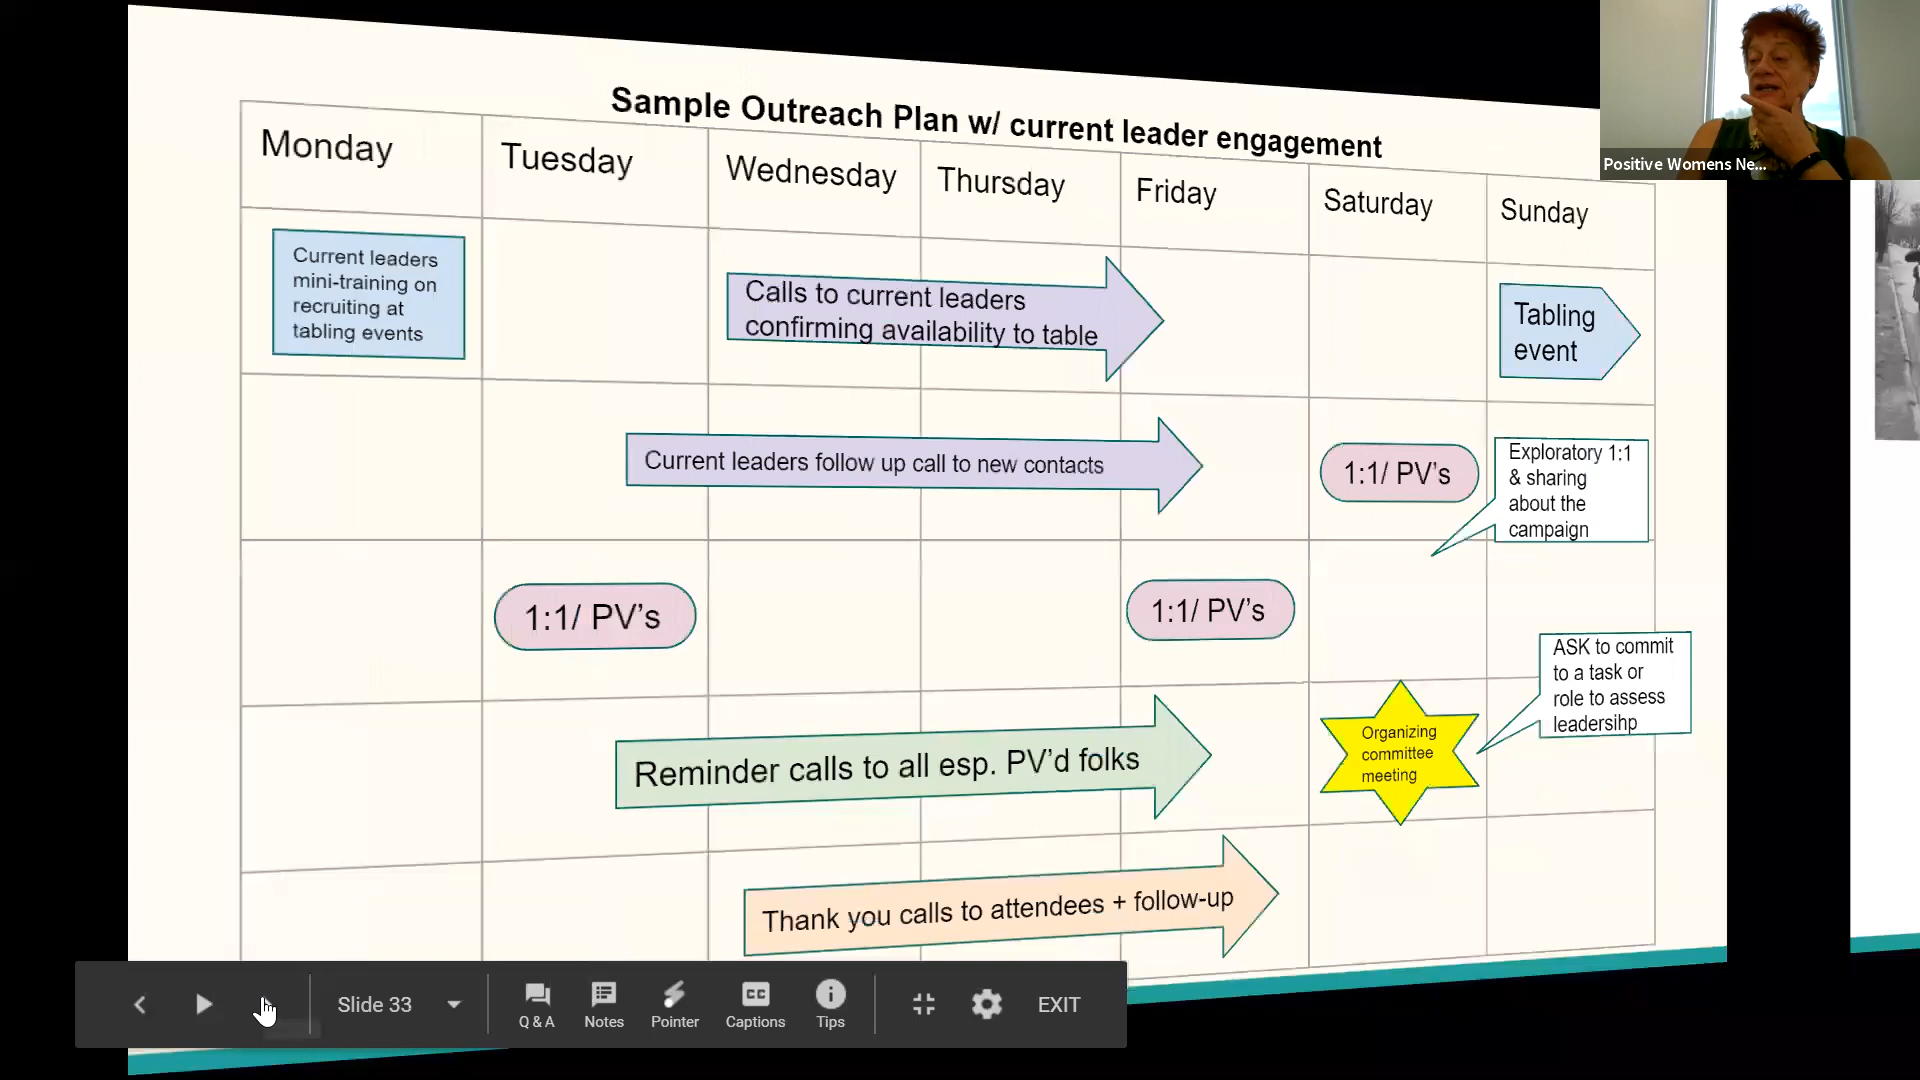 Sample Outreach Plan w/ current leader engagement
Monday
Tuesday
Wednesday
Thursday
Friday
Saturday
Sunday
Current leaders
mini-training on
recruiting at
tabling events
Calls to current leaders
confirming availability to table
Tabling
event
Current leaders follow up call to new contacts
1:1/ PV's
Exploratory 1:1
& sharing
about the
campaign
1:1/ PV's
1:1/ PV's
Reminder calls to all esp. PV'd folks
Organizing
committee
meeting
ASK to commit
to a task or
role to assess
leadersihp
Thank you calls to attendees + follow-up
Positive Womens Ne...
Slide 33
Q & A
Notes
Pointer
CC
Captions
Tips
EXIT